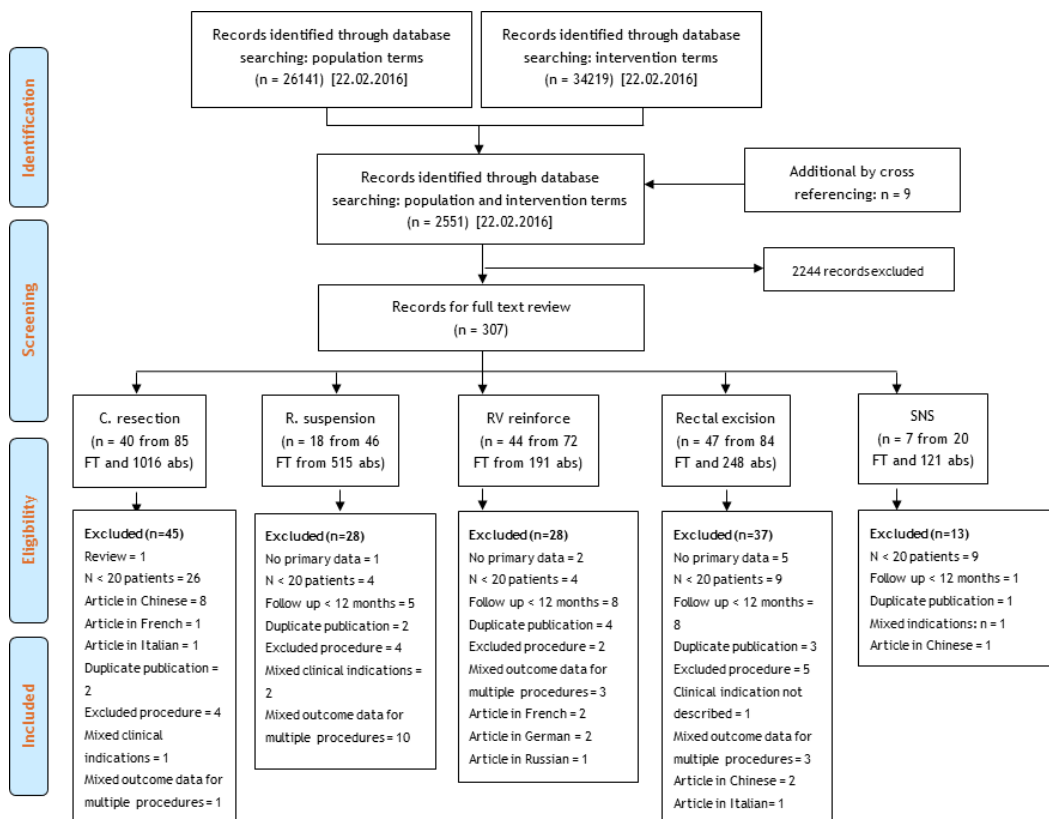 Records identified through database
searching: population terms
(n = 26141) [22.02.2016]
Records identified through database
searching: intervention terms
(n = 34219) [22.02.2016]
Identification
Records identified through database
searching: population and intervention terms
(n = 2551) [22.02.2016]
Additional by cross
referencing: n = 9
Screening
2244 records excluded
Records for full text review
(n = 307)
C. resection
(n = 40 from 85
FT and 1016 abs)
R. suspension
(n = 18 from 46
FT from 515 abs)
RV reinforce
(n = 44 from 72
FT from 191 abs)
Rectal excision
(n = 47 from 84
FT and 248 abs)
SNS
(n = 7 from 20
FT and 121 abs)
Eligibility
Excluded (n=45)
Review = 1
N < 20 patients = 26
Article in Chinese = 8
Article in French = 1
Article in Italian = 1
Duplicate publication =
2
Excluded procedure = 4
Mixed clinical
indications = 1
Mixed outcome data for
multiple procedures = 1
Excluded (n=28)
No primary data = 1
N < 20 patients = 4
Follow up < 12 months = 5
Duplicate publication = 2
Excluded procedure = 4
Mixed clinical indications =
2
Mixed outcome data for
multiple procedures = 10
Excluded (n=28)
No primary data = 2
N < 20 patients = 4
Follow up < 12 months = 8
Duplicate publication = 4
Excluded procedure = 2
Mixed outcome data for
multiple procedures = 3
Article in French = 2
Article in German = 2
Article in Russian = 1
Excluded (n=37)
No primary data = 5
N < 20 patients = 9
Follow up < 12 months =
8
Duplicate publication = 3
Excluded procedure = 5
Clinical indication not
described = 1
Mixed outcome data for
multiple procedures = 3
Article in Chinese = 2
Article in Italian= 1
Excluded (n=13)
N < 20 patients = 9
Follow up < 12 months = 1
Duplicate publication = 1
Mixed indications: n = 1
Article in Chinese = 1
Included